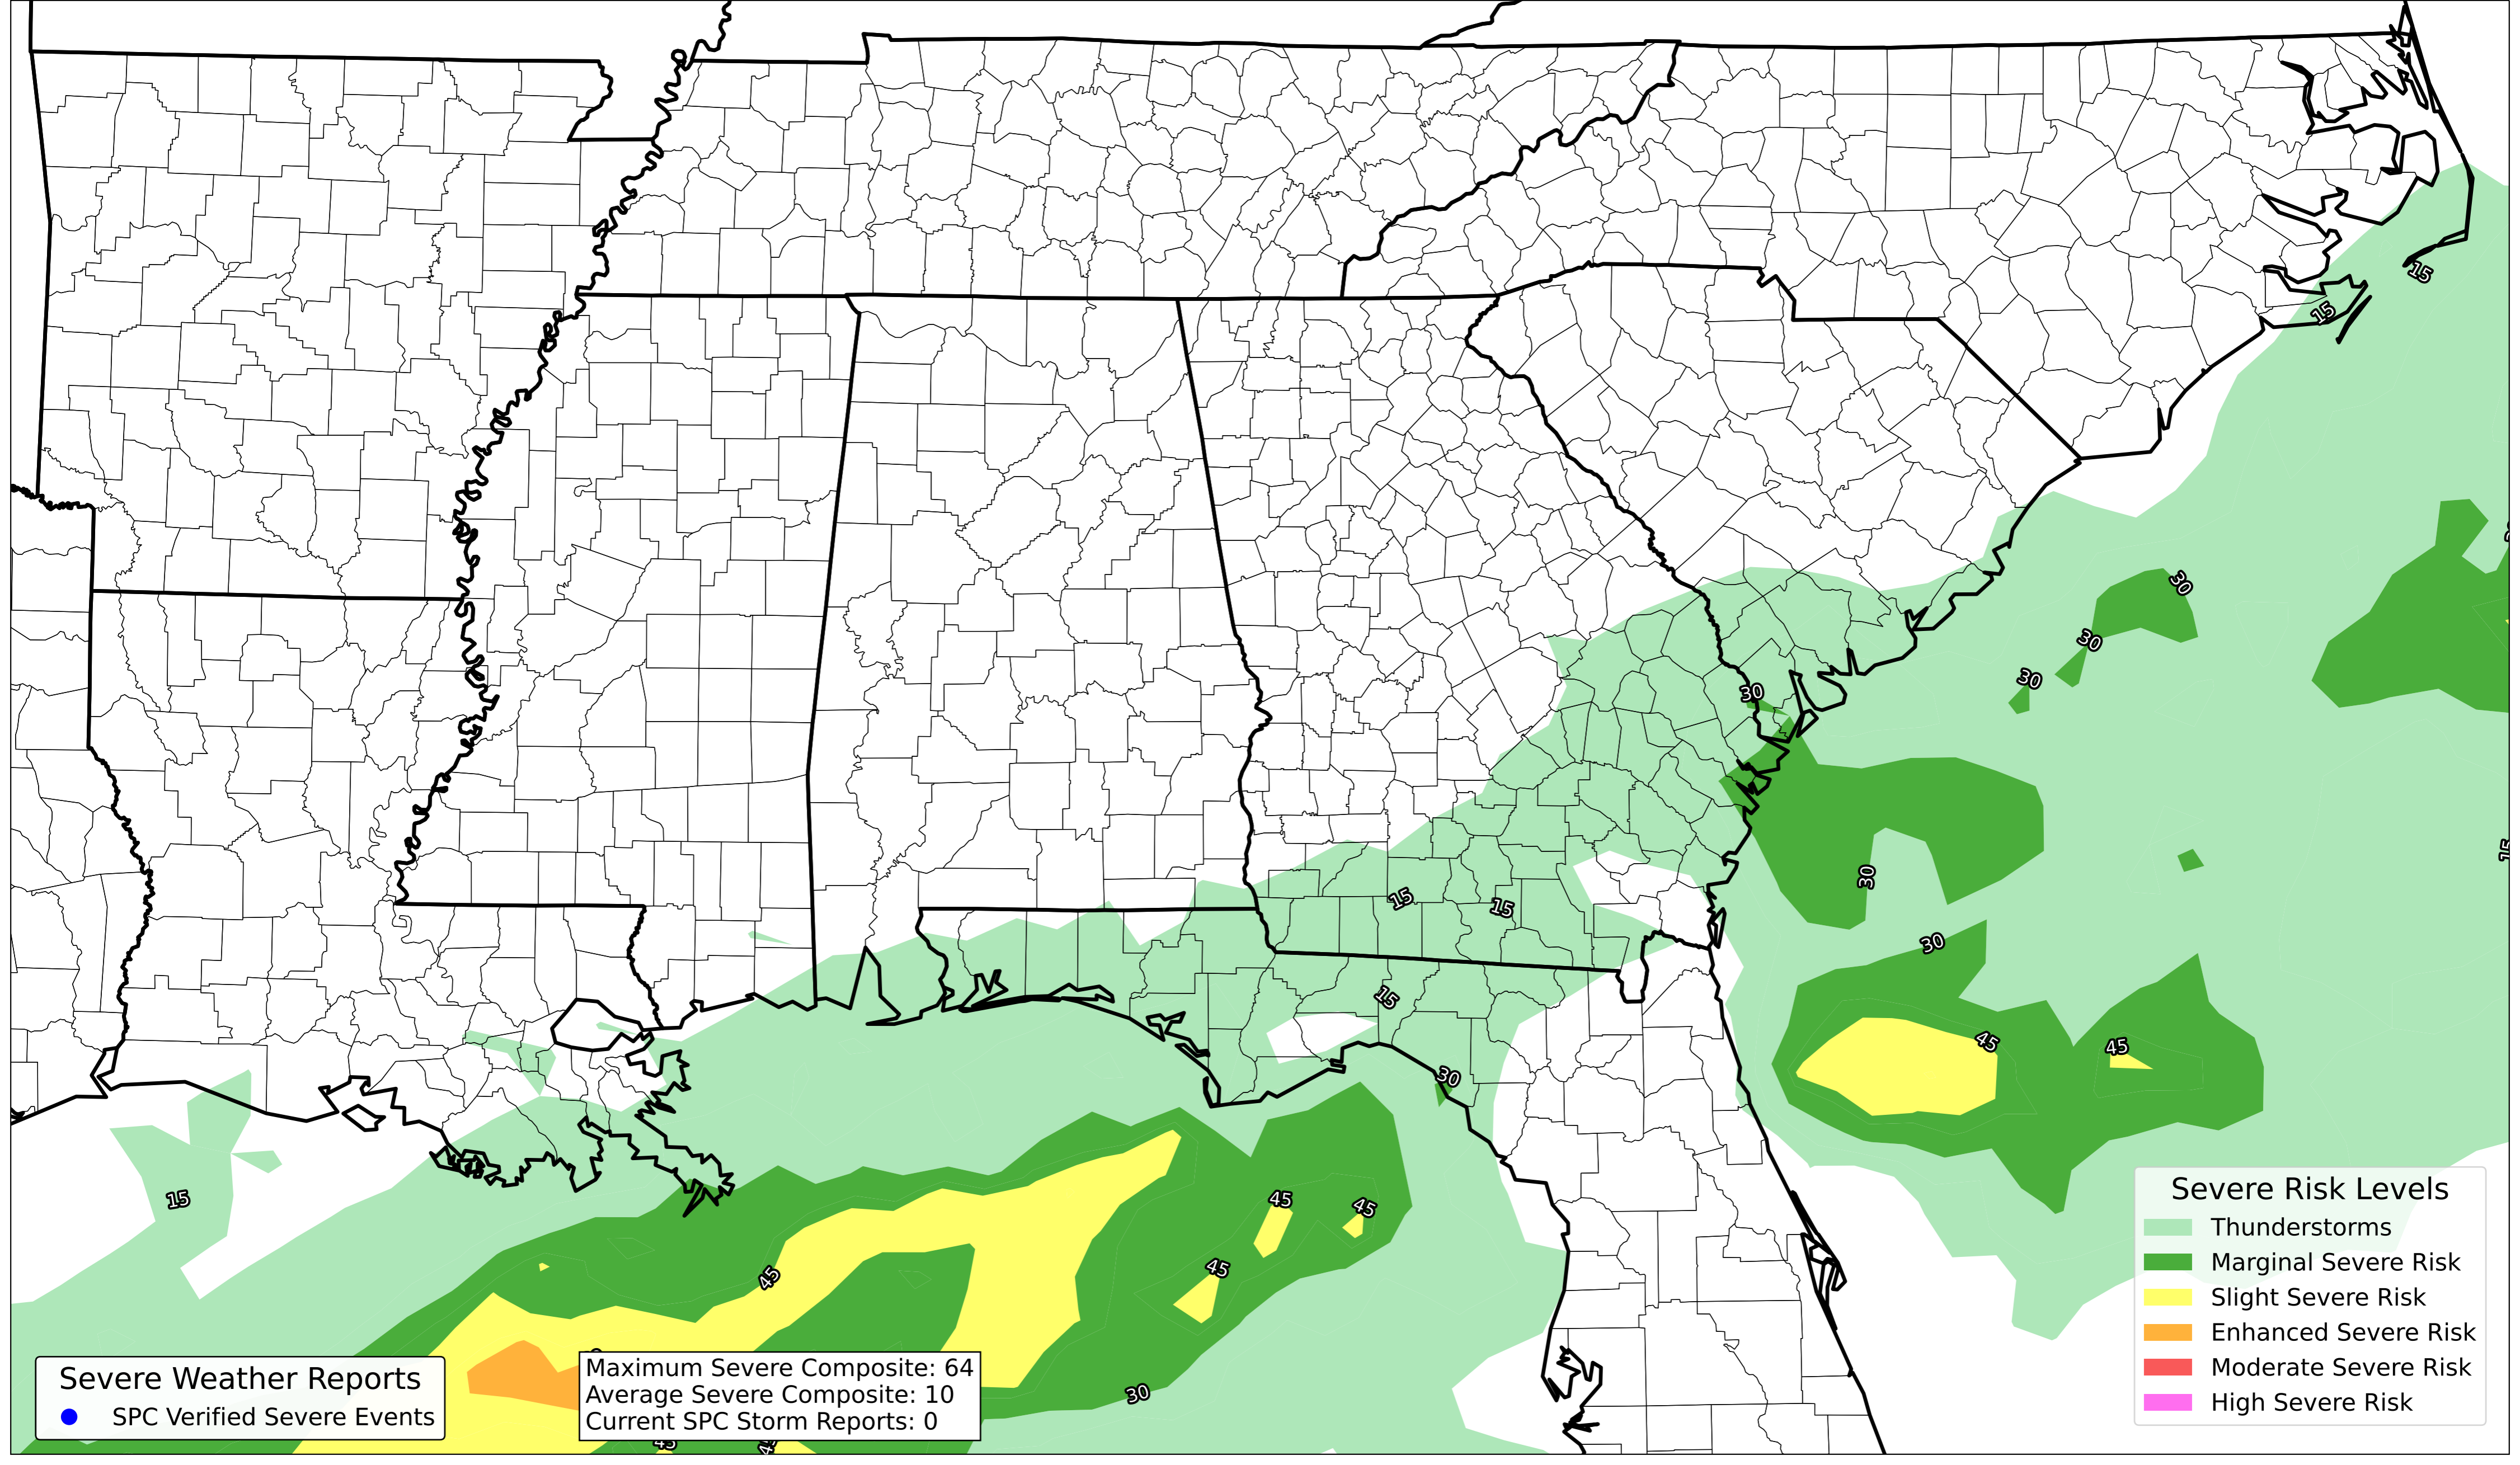 15
15
30
30
30
30
15
30
15
15
30
15
30
45
45
15
45
45
45
45
30
45
Severe Risk Levels
Thunderstorms
Marginal Severe Risk
Slight Severe Risk
Enhanced Severe Risk
Moderate Severe Risk
High Severe Risk
Severe Weather Reports
SPC Verified Severe Events
Maximum Severe Composite: 64
Average Severe Composite: 10
Current SPC Storm Reports: 0